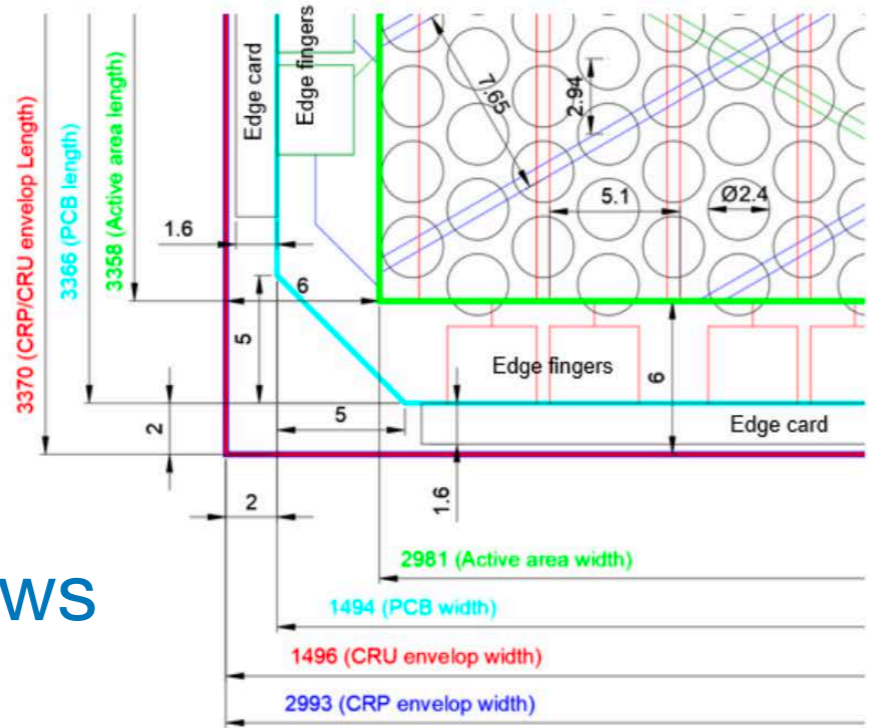 3370 (CRP/CRU envelop Length)
3366 (PCB length)
3358 (Active area length)
Edge card
Edge fingers
7.65
2.94
5.1
Ø2.4
1.6
6
5
Edge fingers
6
5
2
Edge card
2
1.6
2981 (Active area width)
1494 (PCB width)
ws
1496 (CRU envelop width)
2993 (CRP envelop width)